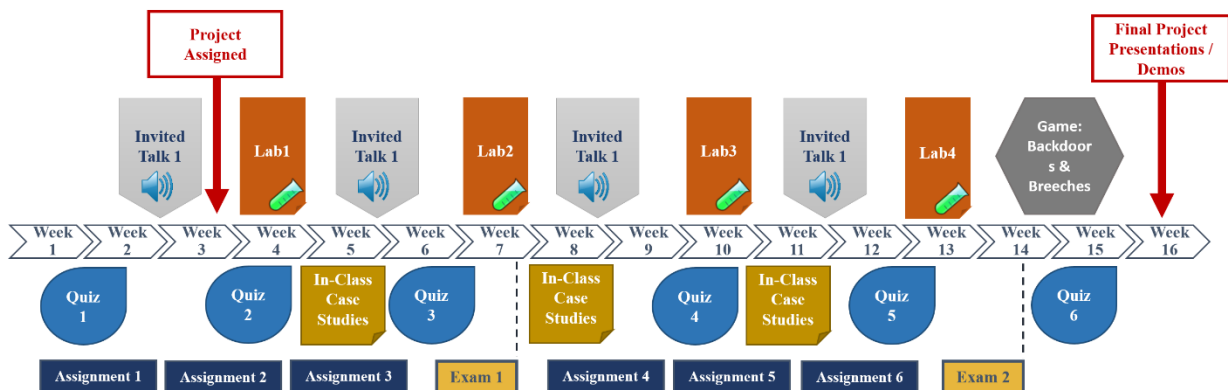 Project
Assigned
Final Project
Presentations /
Demos
Invited
Talk 1
Lab1
Invited
Talk 1
Lab2
Invited
Talk 1
Lab3
Invited
Talk 1
Lab4
Game:
Backdoor
s &
Breeches
Week
1
Week
2
Week
3
Week
4
Week
5
Week
6
Week
7
Week
8
Week
9
Week
10
Week
11
Week
12
Week
13
Week
14
Week
15
Week
16
Quiz
1
Quiz
2
In-Class
Case
Studies
Quiz
3
In-Class
Case
Studies
Quiz
4
In-Class
Case
Studies
Quiz
5
Quiz
6
Assignment 1
Assignment 2
Assignment 3
Exam 1
Assignment 4
Assignment 5
Assignment 6
Exam 2